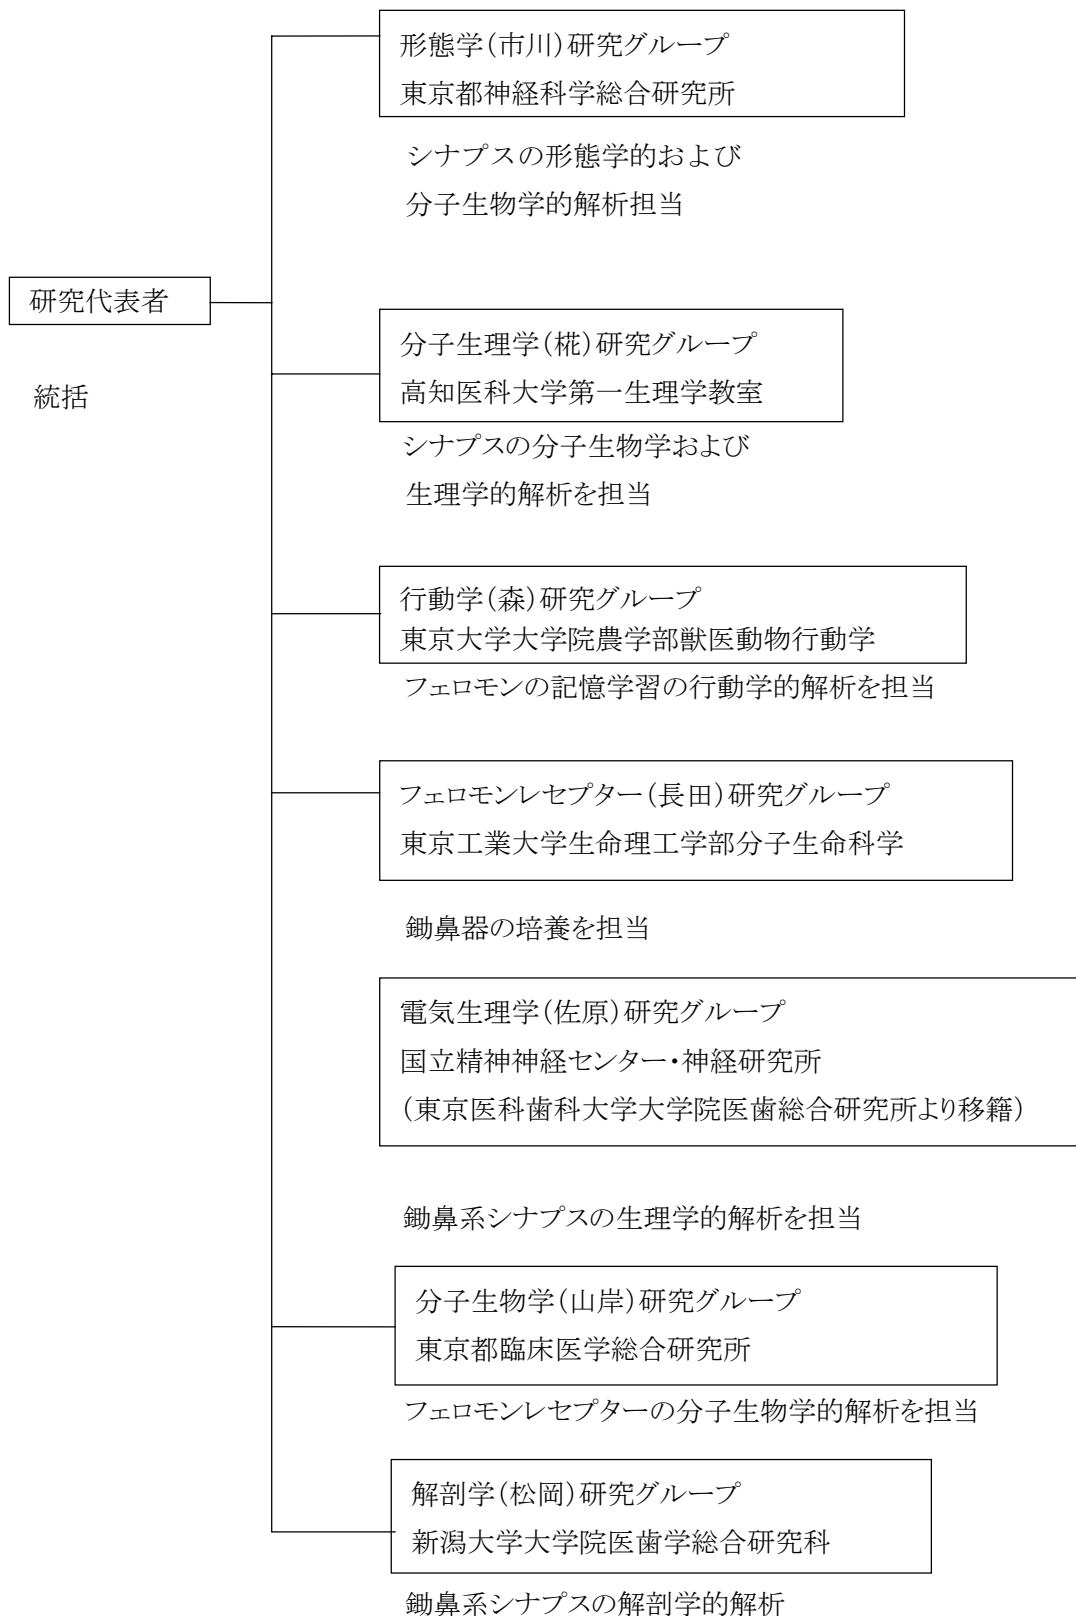 形態学(市川)研究グループ
東京都神経科学総合研究所
シナプスの形態学的および
分子生物学的解析担当
研究代表者
統括
分子生理学(椛)研究グループ
高知医科大学第一生理学教室
シナプスの分子生物学および
生理学的解析を担当
行動学(森)研究グループ
東京大学大学院農学部獣医動物行動学
フェロモンの記憶学習の行動学的解析を担当
フェロモンレセプター(長田)研究グループ
東京工業大学生命理工学部分子生命科学
鋤鼻器の培養を担当
電気生理学(佐原)研究グループ
国立精神神経センター・神経研究所
(東京医科歯科大学大学院医歯総合研究所より移籍)
鋤鼻系シナプスの生理学的解析を担当
分子生物学(山岸)研究グループ
東京都臨床医学総合研究所
フェロモンレセプターの分子生物学的解析を担当
解剖学(松岡)研究グループ
新潟大学大学院医歯学総合研究科
鋤鼻系シナプスの解剖学的解析